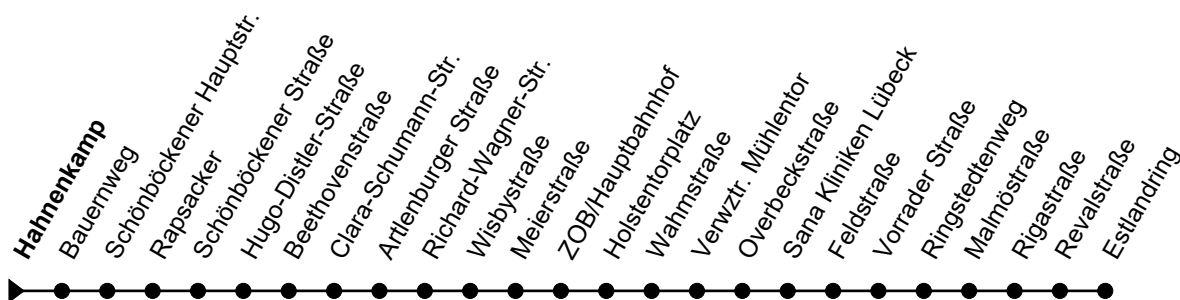 Hahnenkamp
Bauernweg
Schönböckener Hauptstr.
Rapsacker
Schönböckener Straße
Hugo-Distler-Straße
Beethovenstraße
Clara-Schumann-Str.
Artlenburger Straße
Richard-Wagner-Str.
Wisbystraße
Meierstraße
ZOB/Hauptbahnhof
Holstentorplatz
Wahmstraße
Verwztr. Mühlentor
Overbeckstraße
Sana Kliniken Lübeck
Feldstraße
Vorrader Straße
Ringstedtenweg
Malmöstraße
Rigastraße
Revalstraße
Estlandring